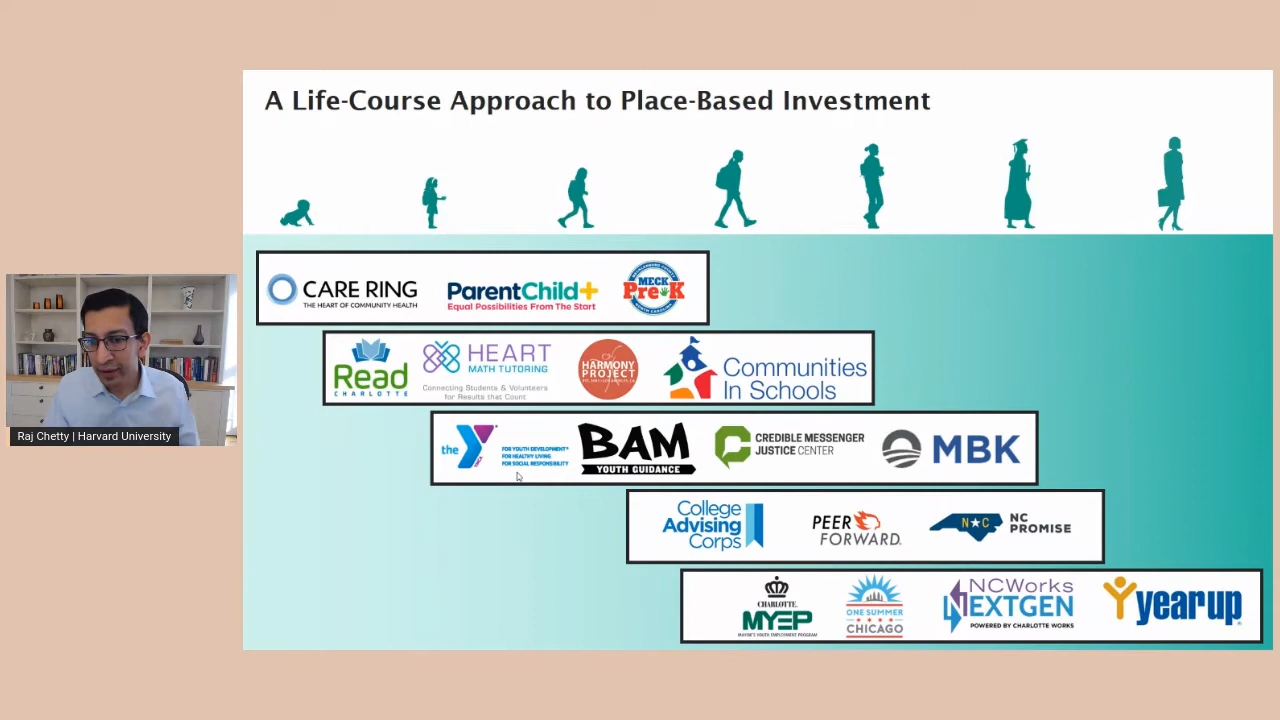 A Life-Course Approach to Place-Based Investment
CARE RING
THE HEART OF COMMUNITY HEALTH
ParentChild+
Equal Possibilities From The Start
MECK
Pre-K
Read
CHARLOTTE
HEART
MATH TUTORING
Connecting Students & Volunteers
for Results that Count
HARMONY
PROJECT
Communities
In Schools
the Y
FOR YOUTH DEVELOPMENT®
FOR HEALTHY LIVING
FOR SOCIAL RESPONSIBILITY
BAM
YOUTH GUIDANCE
CREDIBLE MESSENGER
JUSTICE CENTER
MBK
Raj Chetty | Harvard University
College
Advising
Corps
PEER
FORWARD.
N★C
NC
PROMISE
CHARLOTTE.
MYEP
MAYOR'S YOUTH EMPLOYMENT PROGRAM
ONE SUMMER
CHICAGO
NCWorks
NEXTGEN
POWERED BY CHARLOTTE WORKS
year up